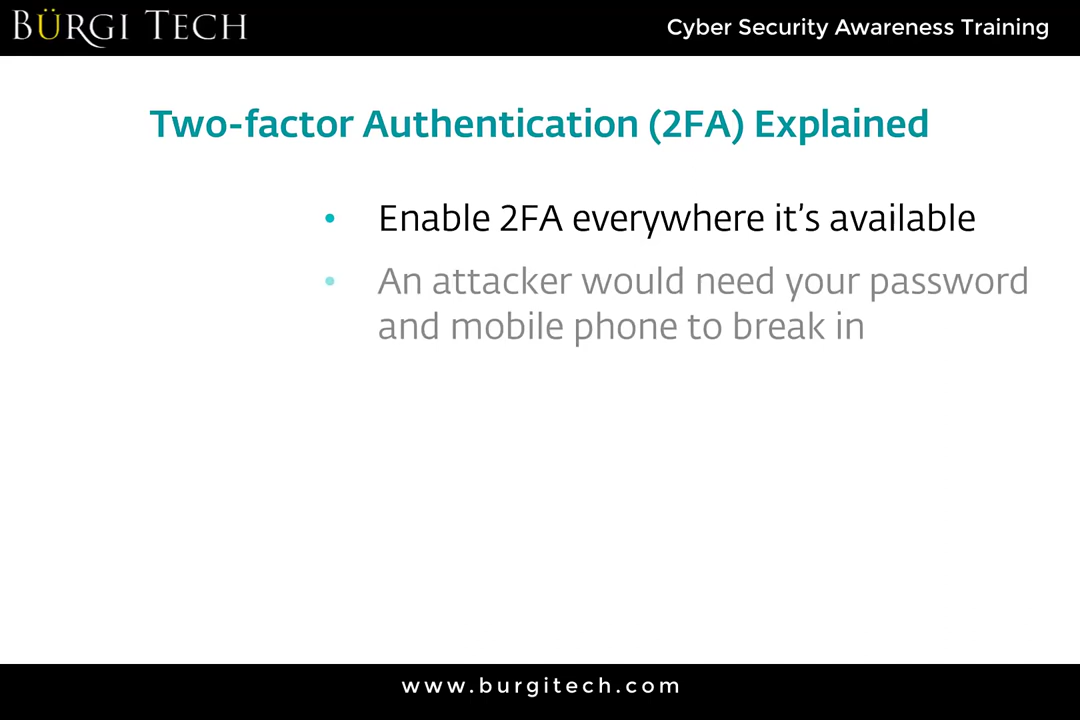 BÜRGI TECH
Cyber Security Awareness Training
Two-factor Authentication (2FA) Explained
• Enable 2FA everywhere it’s available
• An attacker would need your password
and mobile phone to break in
www.burgitech.com